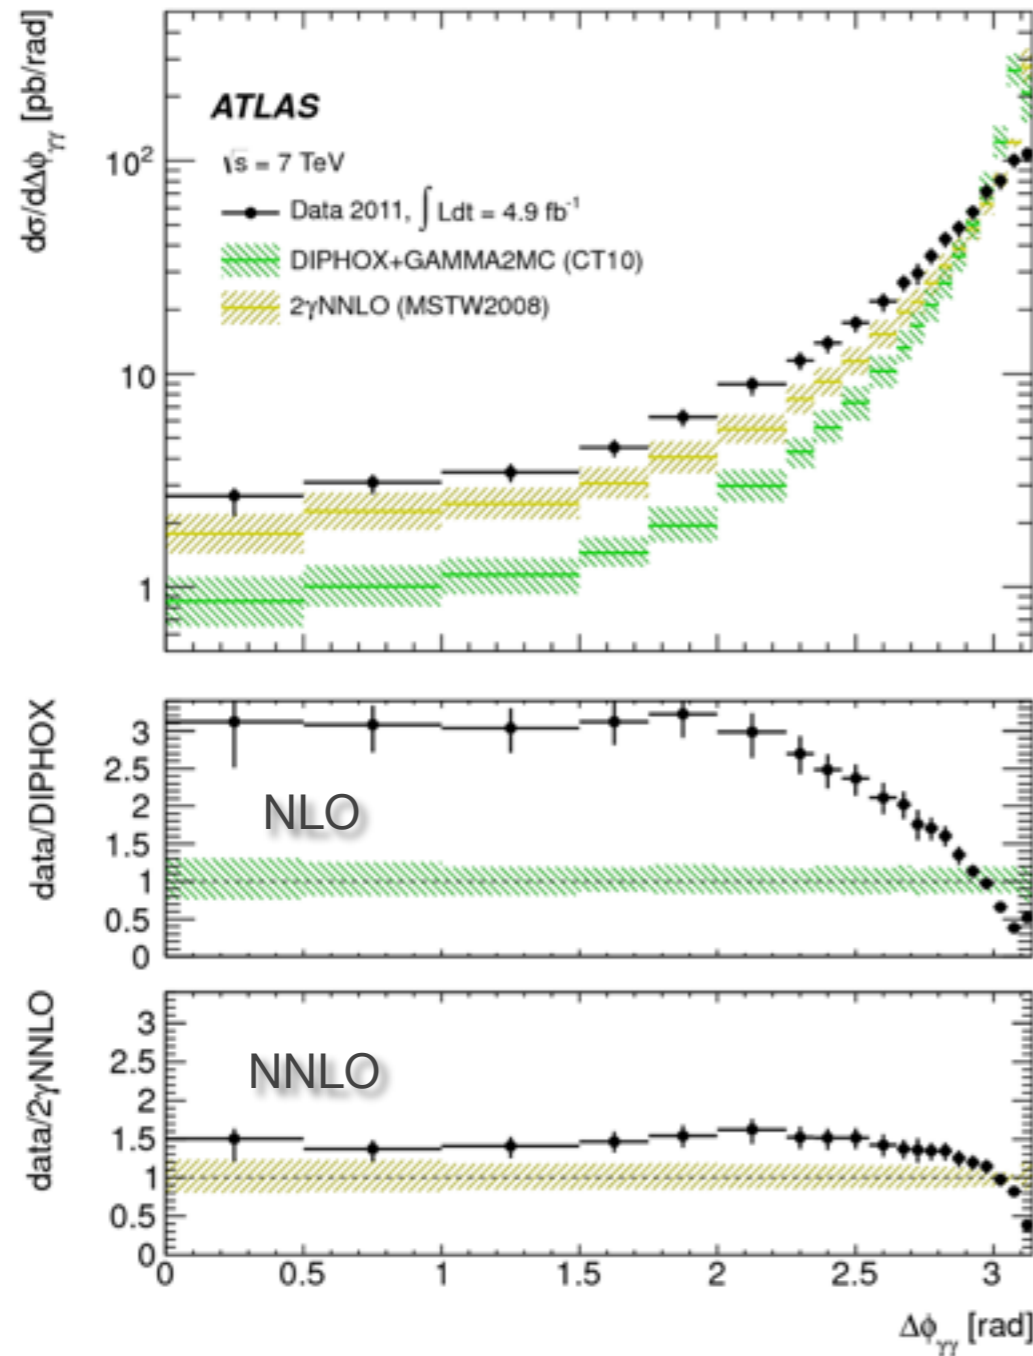 dσ/dΔϕγγ [pb/rad]
10²
10
1
ATLAS
√s = 7 TeV
Data 2011, ∫ Ldt = 4.9 fb⁻¹
DIPHOX+GAMMA2MC (CT10)
2γNNLO (MSTW2008)
data/DIPHOX
3
2.5
2
1.5
1
0.5
0
NLO
data/2γNNLO
3
2.5
2
1.5
1
0.5
0
NNLO
0 0.5 1 1.5 2 2.5 3
Δϕγγ [rad]